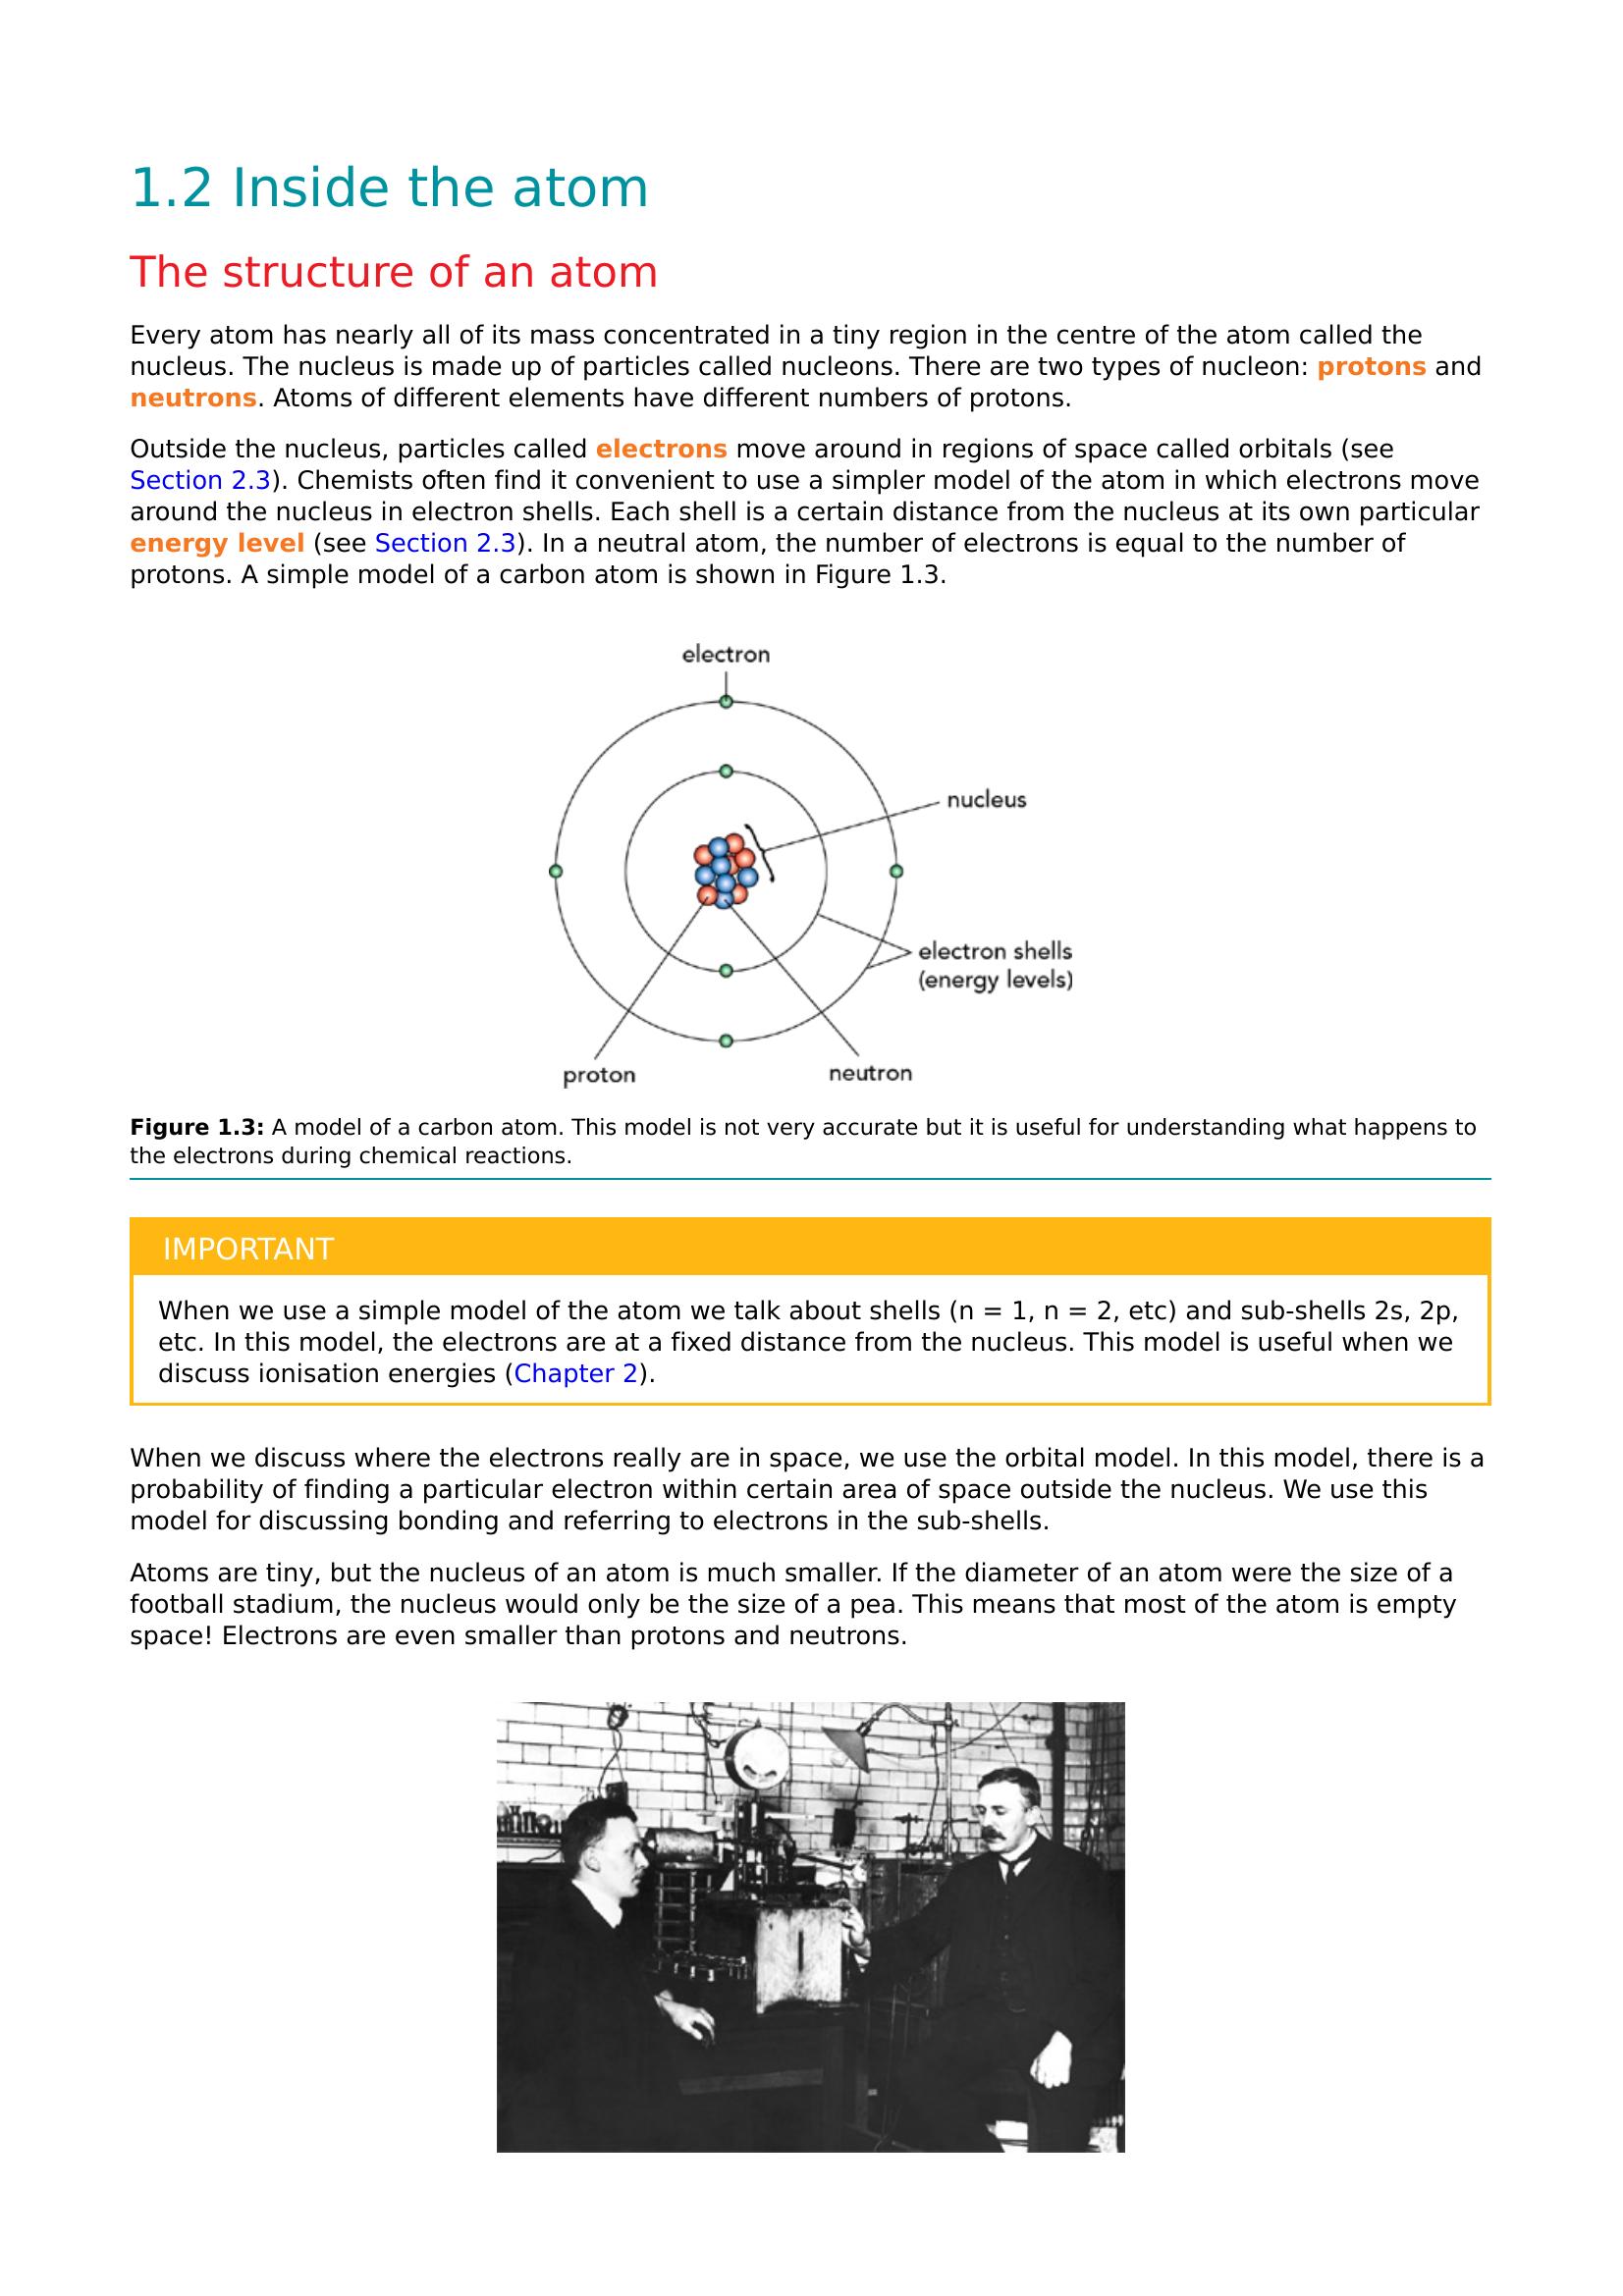 1.2 Inside the atom
The structure of an atom
Every atom has nearly all of its mass concentrated in a tiny region in the centre of the atom called the
nucleus. The nucleus is made up of particles called nucleons. There are two types of nucleon: protons and
neutrons. Atoms of different elements have different numbers of protons.
Outside the nucleus, particles called electrons move around in regions of space called orbitals (see
Section 2.3). Chemists often find it convenient to use a simpler model of the atom in which electrons move
around the nucleus in electron shells. Each shell is a certain distance from the nucleus at its own particular
energy level (see Section 2.3). In a neutral atom, the number of electrons is equal to the number of
protons. A simple model of a carbon atom is shown in Figure 1.3.
electron
nucleus
electron shells
(energy levels)
proton
neutron
Figure 1.3: A model of a carbon atom. This model is not very accurate but it is useful for understanding what happens to
the electrons during chemical reactions.
IMPORTANT
When we use a simple model of the atom we talk about shells (n = 1, n = 2, etc) and sub-shells 2s, 2p,
etc. In this model, the electrons are at a fixed distance from the nucleus. This model is useful when we
discuss ionisation energies (Chapter 2).
When we discuss where the electrons really are in space, we use the orbital model. In this model, there is a
probability of finding a particular electron within certain area of space outside the nucleus. We use this
model for discussing bonding and referring to electrons in the sub-shells.
Atoms are tiny, but the nucleus of an atom is much smaller. If the diameter of an atom were the size of a
football stadium, the nucleus would only be the size of a pea. This means that most of the atom is empty
space! Electrons are even smaller than protons and neutrons.